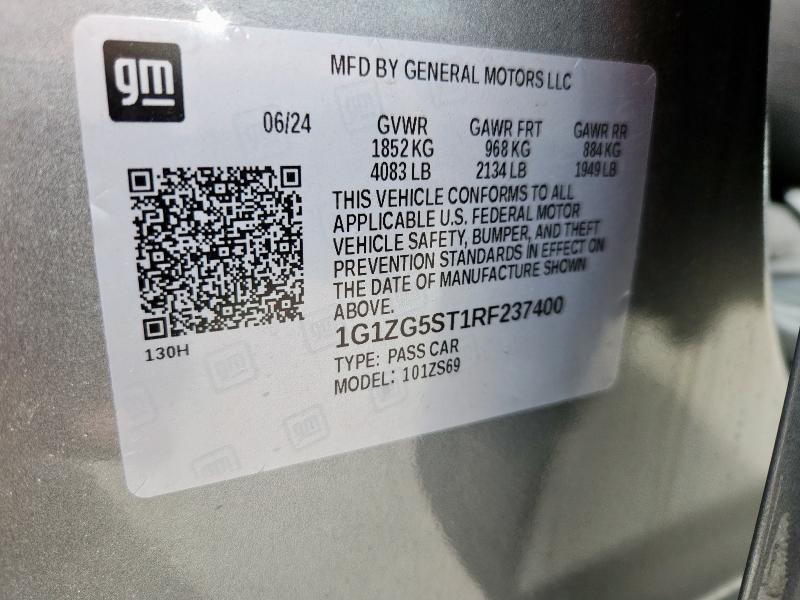 gm
MFD BY GENERAL MOTORS LLC
06/24 GVWR GAWR FRT GAWR RR
1852 KG 968 KG 884 KG
4083 LB 2134 LB 1949 LB
THIS VEHICLE CONFORMS TO ALL
APPLICABLE U.S. FEDERAL MOTOR
VEHICLE SAFETY, BUMPER, AND THEFT
PREVENTION STANDARDS IN EFFECT ON
THE DATE OF MANUFACTURE SHOWN
ABOVE.
1G1ZG5ST1RF237400
130H
TYPE: PASS CAR
MODEL: 101ZS69